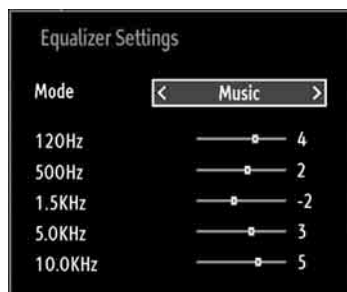 Equalizer Settings
Mode < Music >
120Hz 4
500Hz 2
1.5KHz -2
5.0KHz 3
10.0KHz 5